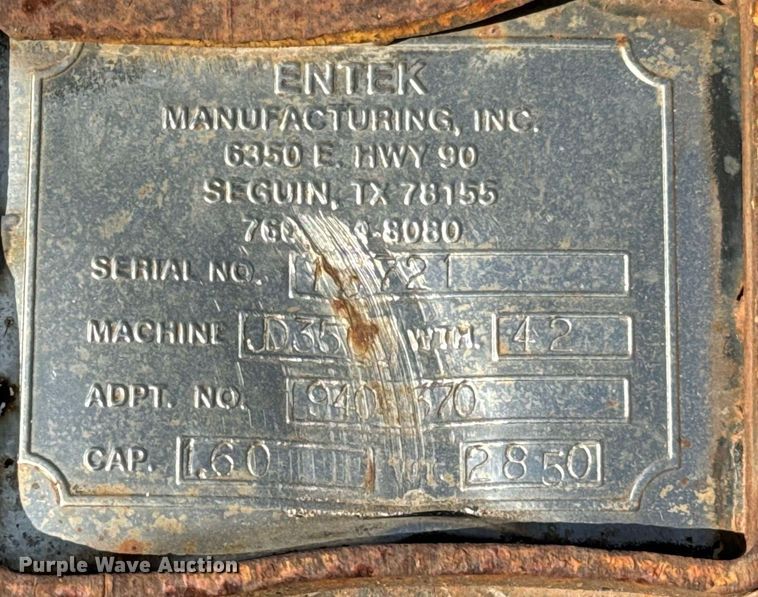 ENTEK
MANUFACTURING, INC.
6350 E. HWY 90
SEGUIN, TX 78155
SERIAL NO.
MACHINE WTH. 42
ADPT. NO.
CAP. 1.60 WT. 2850
Purple Wave Auction